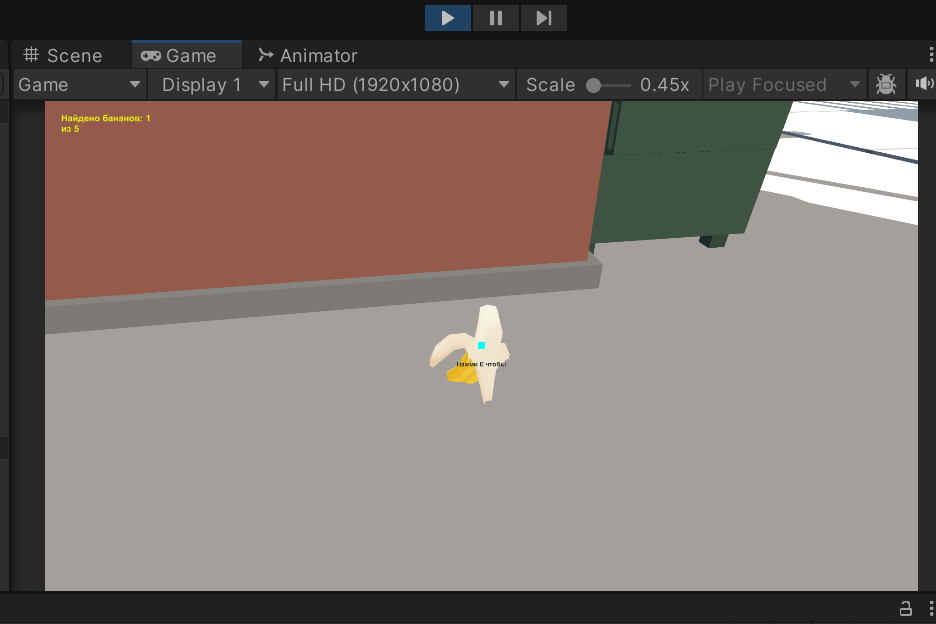 Scene
Game
Animator
Game
Display 1
Full HD (1920x1080)
Scale
0.45x
Play Focused
Найдено бананов: 1
из 5
Нажми E чтобы